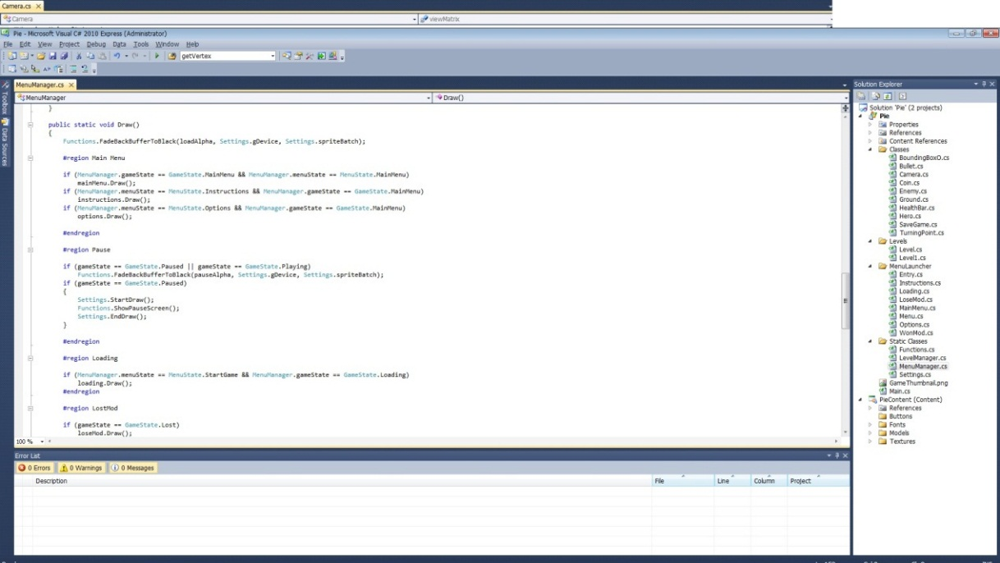 Camera.cs
Camera
viewMatrix
Pie - Microsoft Visual C# 2010 Express (Administrator)
File Edit View Project Debug Data Tools Window Help
getVertex
MenuManager.cs
MenuManager
Draw()
Toolbox
Data Sources
}
public static void Draw()
{
Functions.FadeBackBufferToBlack(loadAlpha, Settings.gDevice, Settings.spriteBatch);
#region Main Menu
if (MenuManager.gameState == GameState.MainMenu && MenuManager.menuState == MenuState.MainMenu)
mainMenu.Draw();
if (MenuManager.menuState == MenuState.Instructions && MenuManager.gameState == GameState.MainMenu)
instructions.Draw();
if (MenuManager.menuState == MenuState.Options && MenuManager.gameState == GameState.MainMenu)
options.Draw();
#endregion
#region Pause
if (gameState == GameState.Paused || gameState == GameState.Playing)
Functions.FadeBackBufferToBlack(pauseAlpha, Settings.gDevice, Settings.spriteBatch);
if (gameState == GameState.Paused)
{
Settings.StartDraw();
Functions.ShowPauseScreen();
Settings.EndDraw();
}
#endregion
#region Loading
if (MenuManager.menuState == MenuState.StartGame && MenuManager.gameState == GameState.Loading)
loading.Draw();
#endregion
#region LostMod
if (gameState == GameState.Lost)
loseMod.Draw();
100 %
Solution Explorer
Solution 'Pie' (2 projects)
Pie
Properties
References
Content References
Classes
BoundingBoxO.cs
Bullet.cs
Camera.cs
Coin.cs
Enemy.cs
Ground.cs
HealthBar.cs
Hero.cs
SaveGame.cs
TurningPoint.cs
Levels
Level.cs
Level1.cs
MenuLauncher
Entry.cs
Instructions.cs
Loading.cs
LoseMod.cs
MainMenu.cs
Menu.cs
Options.cs
WonMod.cs
Static Classes
Functions.cs
LevelManager.cs
MenuManager.cs
Settings.cs
GameThumbnail.png
Main.cs
PieContent (Content)
References
Buttons
Fonts
Models
Textures
Error List
0 Errors 0 Warnings 0 Messages
Description File Line Column Project